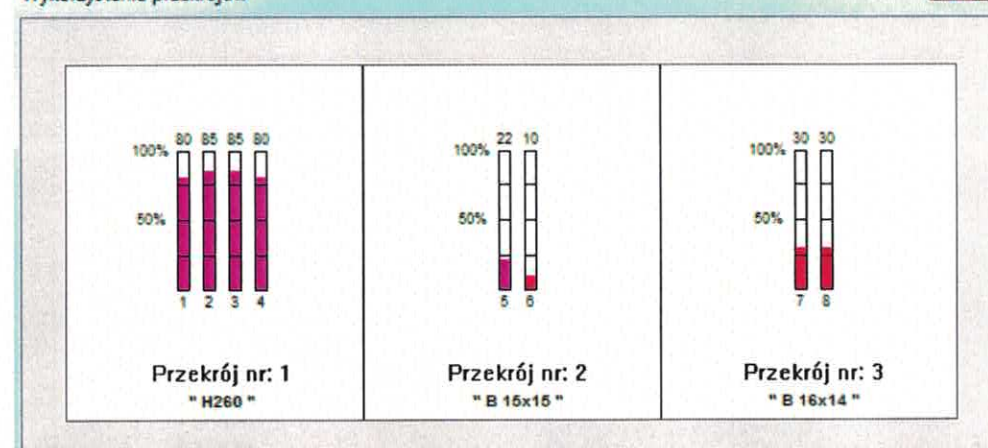 80 85 85 80
100%
50%
1 2 3 4
Przekrój nr: 1
" H260 "
22 10
100%
50%
5 6
Przekrój nr: 2
" B 15x15 "
30 30
100%
50%
7 8
Przekrój nr: 3
" B 16x14 "